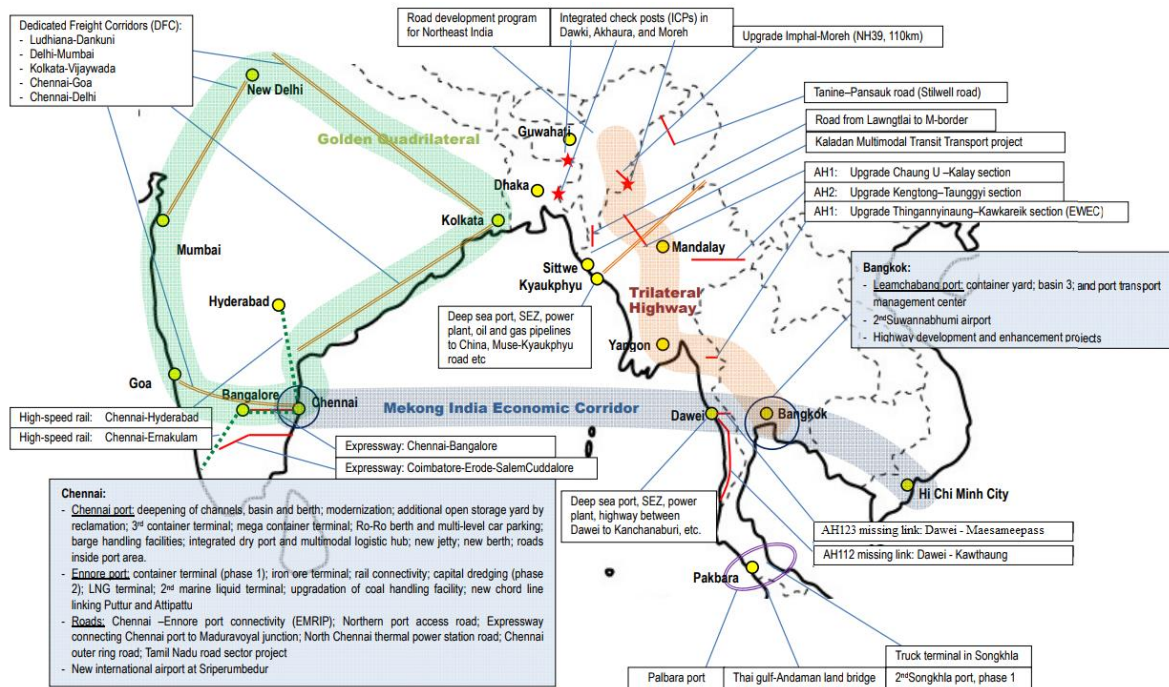 Dedicated Freight Corridors (DFC):
- Ludhiana-Dankuni
- Delhi-Mumbai
- Kolkata-Vijaywada
- Chennai-Goa
- Chennai-Delhi
Road development program
for Northeast India
Integrated check posts (ICPs) in
Dawki, Akhaura, and Moreh
Upgrade Imphal-Moreh (NH39, 110km)
Tanine–Pansauk road (Stilwell road)
Road from Lawngtlai to M-border
Kaladan Multimodal Transit Transport project
AH1: Upgrade Chaung U –Kalay section
AH2: Upgrade Kengtong–Taunggyi section
AH1: Upgrade Thingannyinaung–Kawkareik section (EWEC)
New Delhi
Golden Quadrilateral
Guwahati
Dhaka
Kolkata
Mumbai
Mandalay
Sittwe
Kyaukphyu
Hyderabad
Trilateral
Highway
Deep sea port, SEZ, power
plant, oil and gas pipelines
to China, Muse-Kyaukphyu
road etc
Bangkok:
- Leamchabang port: container yard; basin 3; and port transport
management center
- 2nd Suwannabhumi airport
- Highway development and enhancement projects
Yangon
Goa
Bangalore
Chennai
Mekong India Economic Corridor
Dawei
Bangkok
High-speed rail: Chennai-Hyderabad
High-speed rail: Chennai-Ernakulam
Expressway: Chennai-Bangalore
Expressway: Coimbatore-Erode-SalemCuddalore
Hi Chi Minh City
Chennai:
- Chennai port: deepening of channels, basin and berth; modernization; additional open storage yard by
reclamation; 3rd container terminal; mega container terminal; Ro-Ro berth and multi-level car parking;
barge handling facilities; integrated dry port and multimodal logistic hub; new jetty; new berth; roads
inside port area.
- Ennore port: container terminal (phase 1); iron ore terminal; rail connectivity; capital dredging (phase
2); LNG terminal; 2nd marine liquid terminal; upgradation of coal handling facility; new chord line
linking Puttur and Attipattu
- Roads: Chennai –Ennore port connectivity (EMRIP); Northern port access road; Expressway
connecting Chennai port to Maduravoyal junction; North Chennai thermal power station road; Chennai
outer ring road; Tamil Nadu road sector project
- New international airport at Sriperumbedur
Deep sea port, SEZ, power
plant, highway between
Dawei to Kanchanaburi, etc.
AH123 missing link: Dawei - Maesameepass
AH112 missing link: Dawei - Kawthaung
Pakbara
Palbara port
Thai gulf-Andaman land bridge
Truck terminal in Songkhla
2nd Songkhla port, phase 1